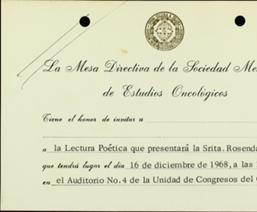 La Mesa Directiva de la Sociedad Me
de Estudios Oncológicos
Tiene el honor de invitar a
a la Lectura Poética que presentará la Srita. Rosenda
que tendrá lugar el día 16 de diciembre de 1968, a las
en el Auditorio No. 4 de la Unidad de Congresos del